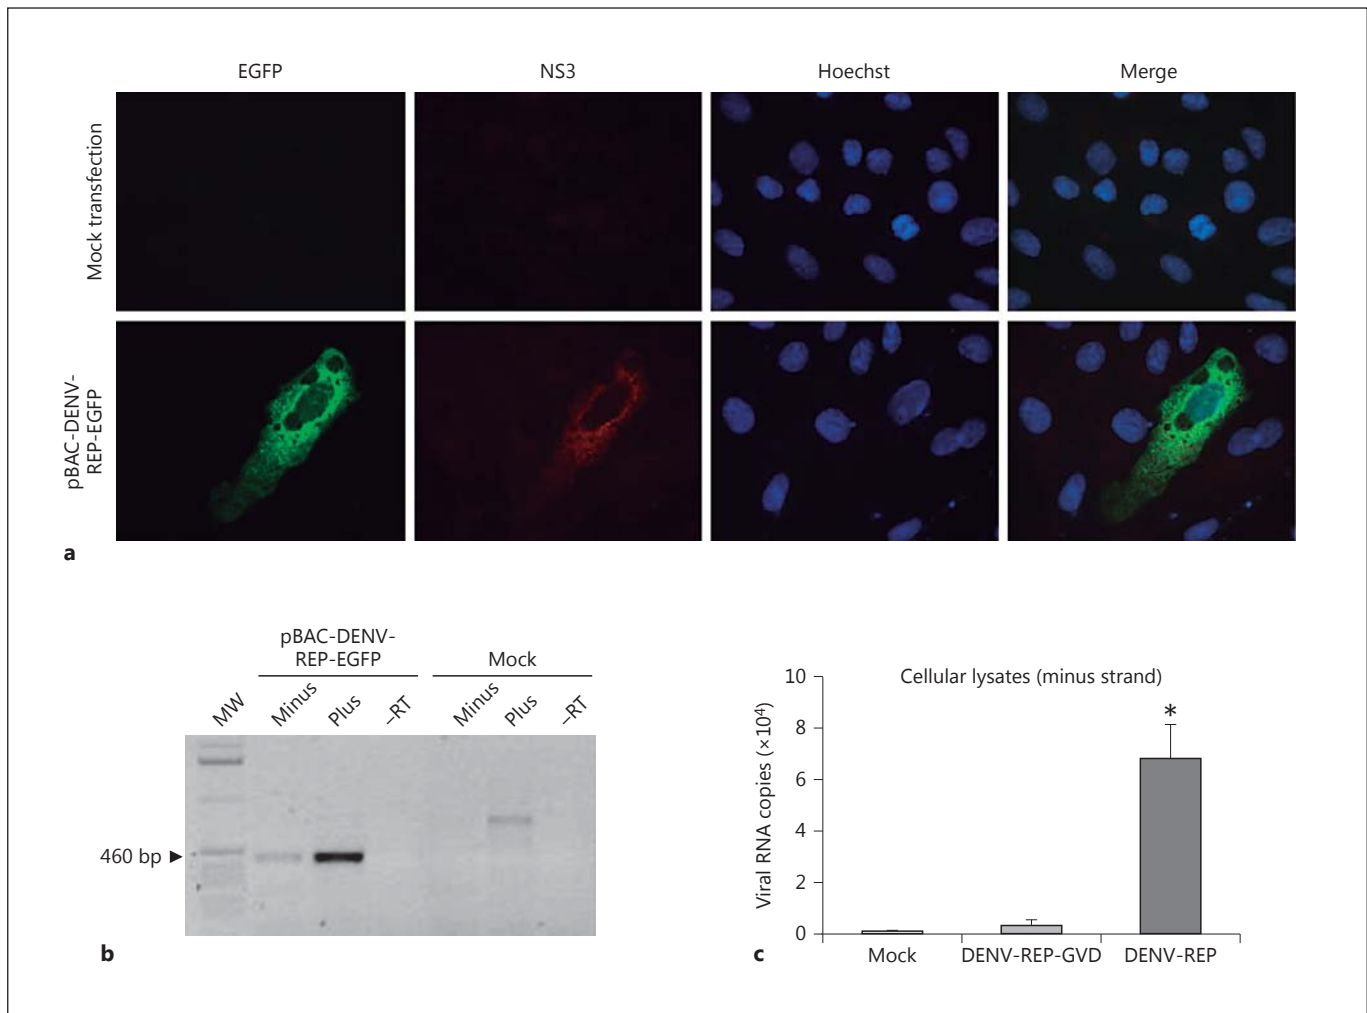 EGFP NS3 Hoechst Merge
Mock transfection
pBAC-DENV-
REP-EGFP
a
pBAC-DENV-
REP-EGFP
Mock
MW Minus Plus –RT Minus Plus –RT
460 bp
b
Cellular lysates (minus strand)
Viral RNA copies (×10⁴)
10
8
6
4
2
0
*
Mock DENV-REP-GVD DENV-REP
c